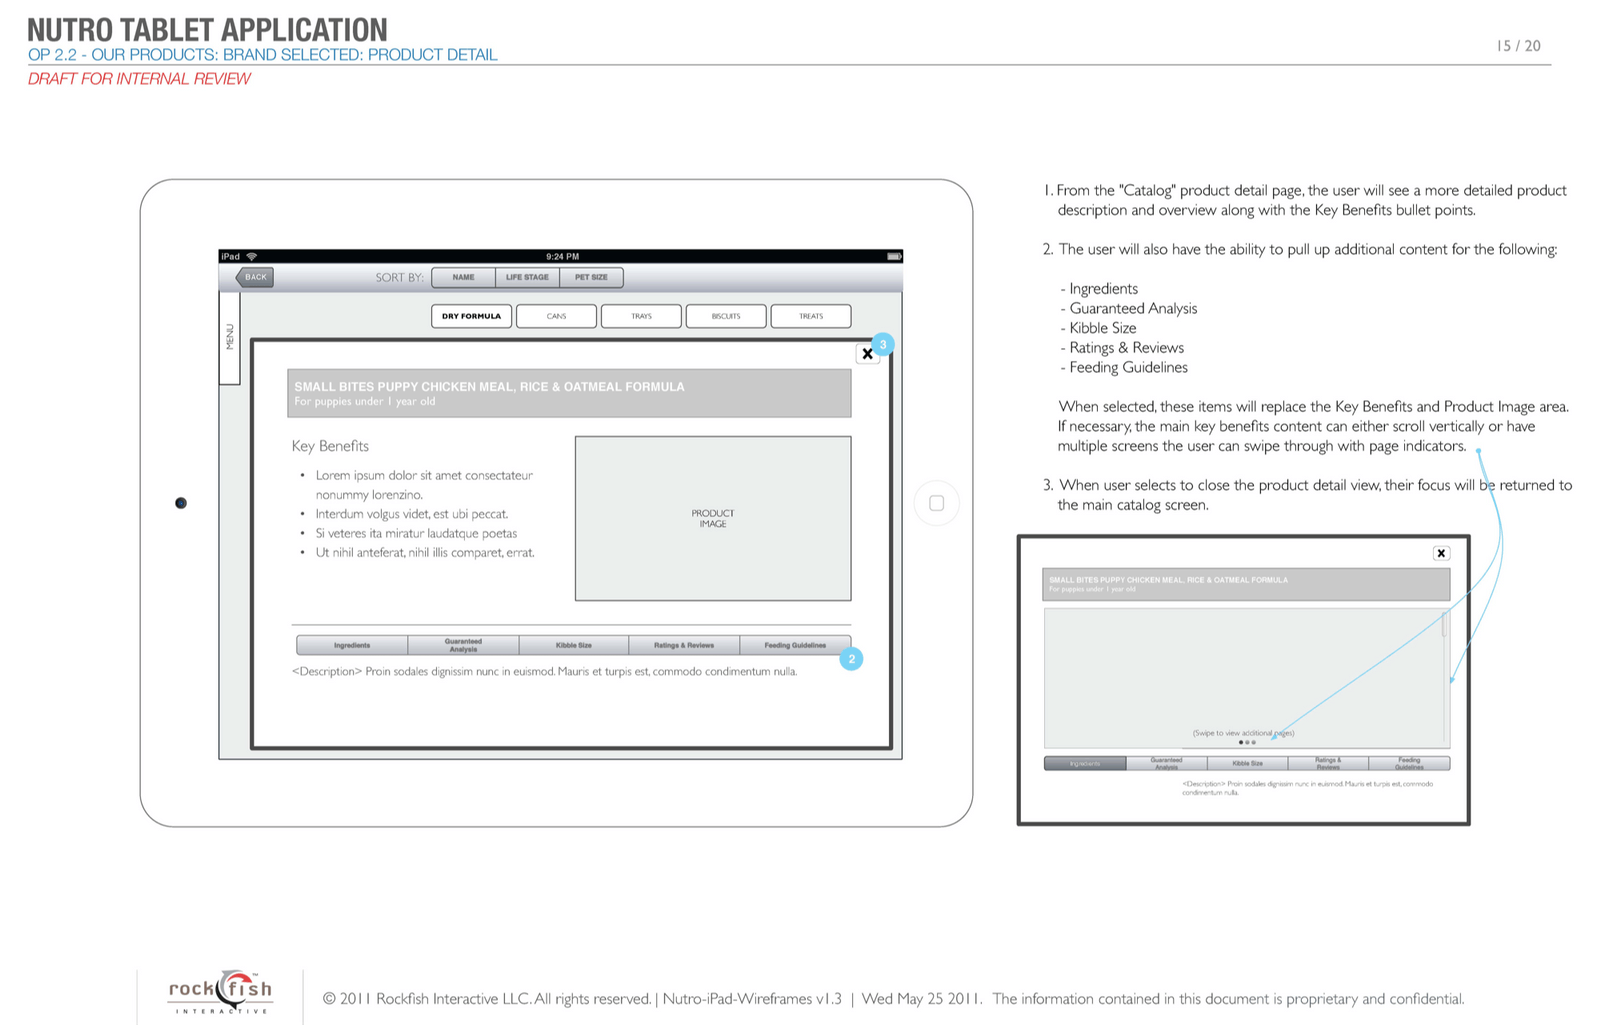 NUTRO TABLET APPLICATION
OP 2.2 - OUR PRODUCTS: BRAND SELECTED: PRODUCT DETAIL
15 / 20
DRAFT FOR INTERNAL REVIEW
iPad
9:24 PM
BACK
SORT BY:
NAME
LIFE STAGE
PET SIZE
MENU
DRY FORMULA
CANS
TRAYS
BISCUITS
TREATS
3
SMALL BITES PUPPY CHICKEN MEAL, RICE & OATMEAL FORMULA
For puppies under 1 year old
Key Benefits
• Lorem ipsum dolor sit amet consectateur
nonummy lorenzino.
• Interdum volgus videt, est ubi peccat.
• Si veteres ita miratur laudatque poetas
• Ut nihil anteferat, nihil illis comparet, errat.
PRODUCT
IMAGE
Ingredients
Guaranteed
Analysis
Kibble Size
Ratings & Reviews
Feeding Guidelines
2
<Description> Proin sodales dignissim nunc in euismod. Mauris et turpis est, commodo condimentum nulla.
1. From the "Catalog" product detail page, the user will see a more detailed product
description and overview along with the Key Benefits bullet points.
2. The user will also have the ability to pull up additional content for the following:
- Ingredients
- Guaranteed Analysis
- Kibble Size
- Ratings & Reviews
- Feeding Guidelines
When selected, these items will replace the Key Benefits and Product Image area.
If necessary, the main key benefits content can either scroll vertically or have
multiple screens the user can swipe through with page indicators.
3. When user selects to close the product detail view, their focus will be returned to
the main catalog screen.
SMALL BITES PUPPY CHICKEN MEAL, RICE & OATMEAL FORMULA
For puppies under 1 year old
(Swipe to view additional pages)
Ingredients
Guaranteed
Analysis
Kibble Size
Ratings &
Reviews
Feeding
Guidelines
<Description> Proin sodales dignissim nunc in euismod. Mauris et turpis est, commodo
condimentum nulla.
rockfish™
INTERACTIVE
© 2011 Rockfish Interactive LLC. All rights reserved. | Nutro-iPad-Wireframes v1.3 | Wed May 25 2011. The information contained in this document is proprietary and confidential.